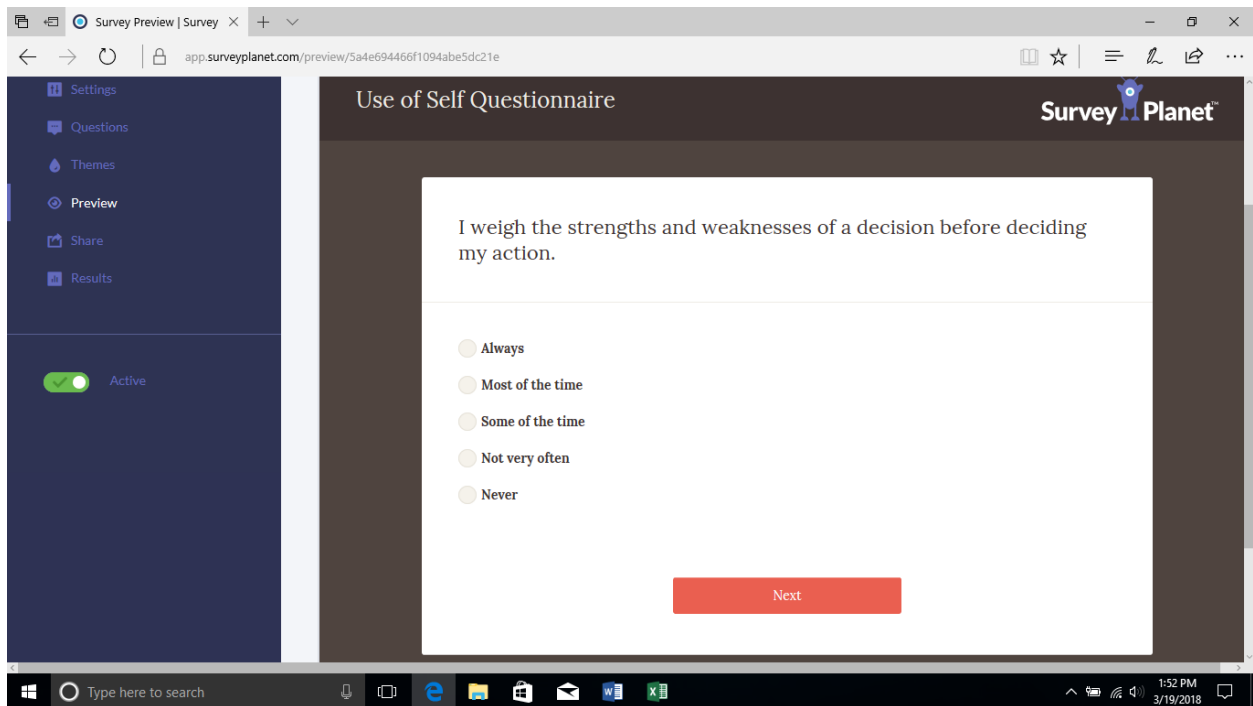 Survey Preview | Survey
app.surveyplanet.com/preview/5a4e694466f1094abe5dc21e
Settings
Questions
Themes
Preview
Share
Results
Active
Use of Self Questionnaire
Survey Planet™
I weigh the strengths and weaknesses of a decision before deciding
my action.
Always
Most of the time
Some of the time
Not very often
Never
Next
Type here to search
1:52 PM
3/19/2018